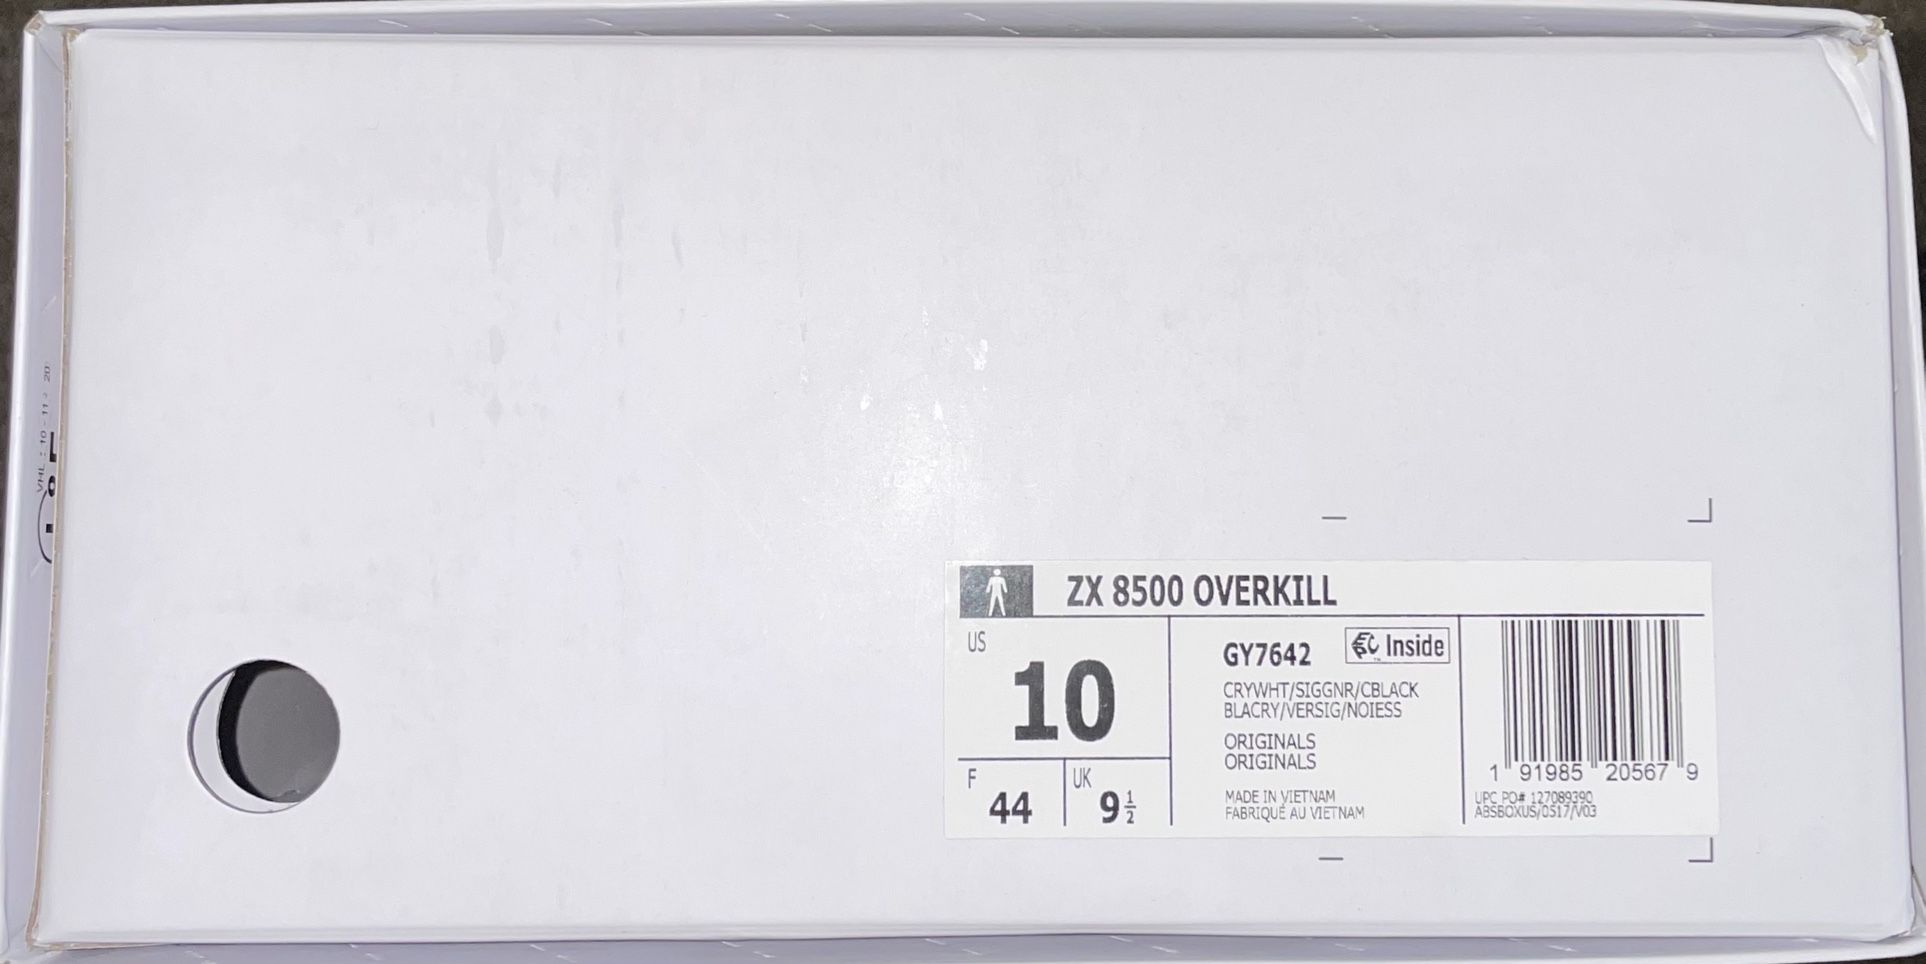 ZX 8500 OVERKILL
US
10
F
44
UK
9 1/2
GY7642
Inside
CRYWHT/SIGGNR/CBLACK
BLACRY/VERSIG/NOIESS
ORIGINALS
ORIGINALS
MADE IN VIETNAM
FABRIQUÉ AU VIETNAM
1 91985 20567 9
UPC PO# 127089390
ABSBOXUS/0517/V03